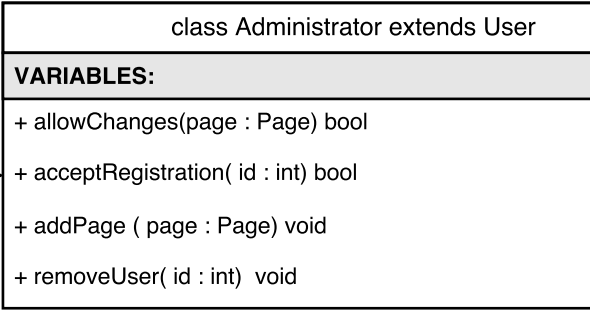 class Administrator extends User
VARIABLES:
+ allowChanges(page : Page) bool
+ acceptRegistration( id : int) bool
+ addPage ( page : Page) void
+ removeUser( id : int)  void